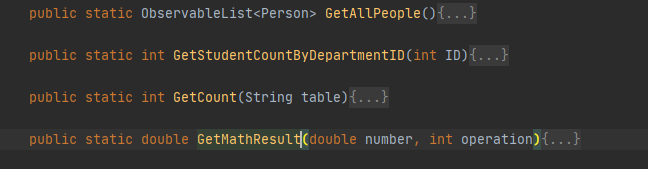 public static ObservableList<Person> GetAllPeople(){...}
public static int GetStudentCountByDepartmentID(int ID){...}
public static int GetCount(String table){...}
public static double GetMathResult(double number, int operation){...}